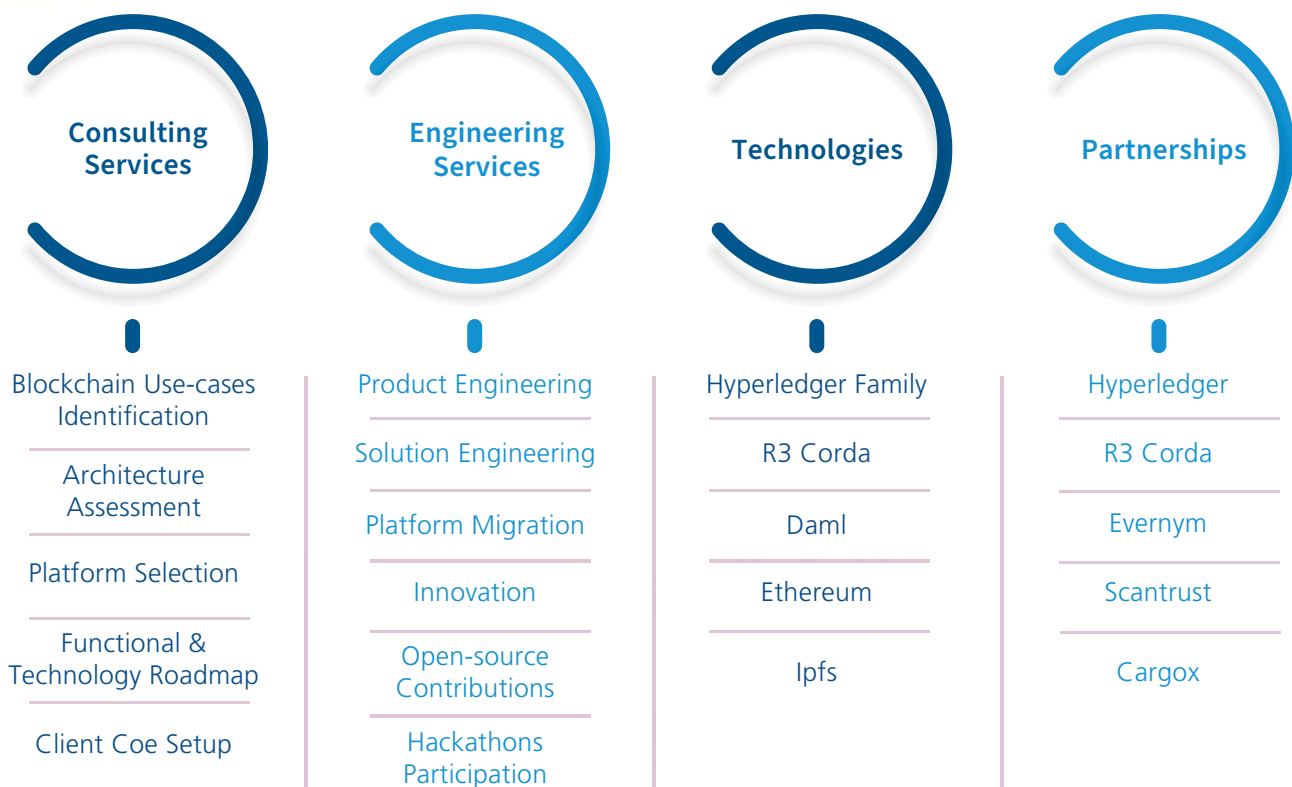 Consulting
Services
Engineering
Services
Technologies
Partnerships
Blockchain Use-cases
Identification
Architecture
Assessment
Platform Selection
Functional &
Technology Roadmap
Client Coe Setup
Product Engineering
Solution Engineering
Platform Migration
Innovation
Open-source
Contributions
Hackathons
Participation
Hyperledger Family
R3 Corda
Daml
Ethereum
Ipfs
Hyperledger
R3 Corda
Evernym
Scantrust
Cargox